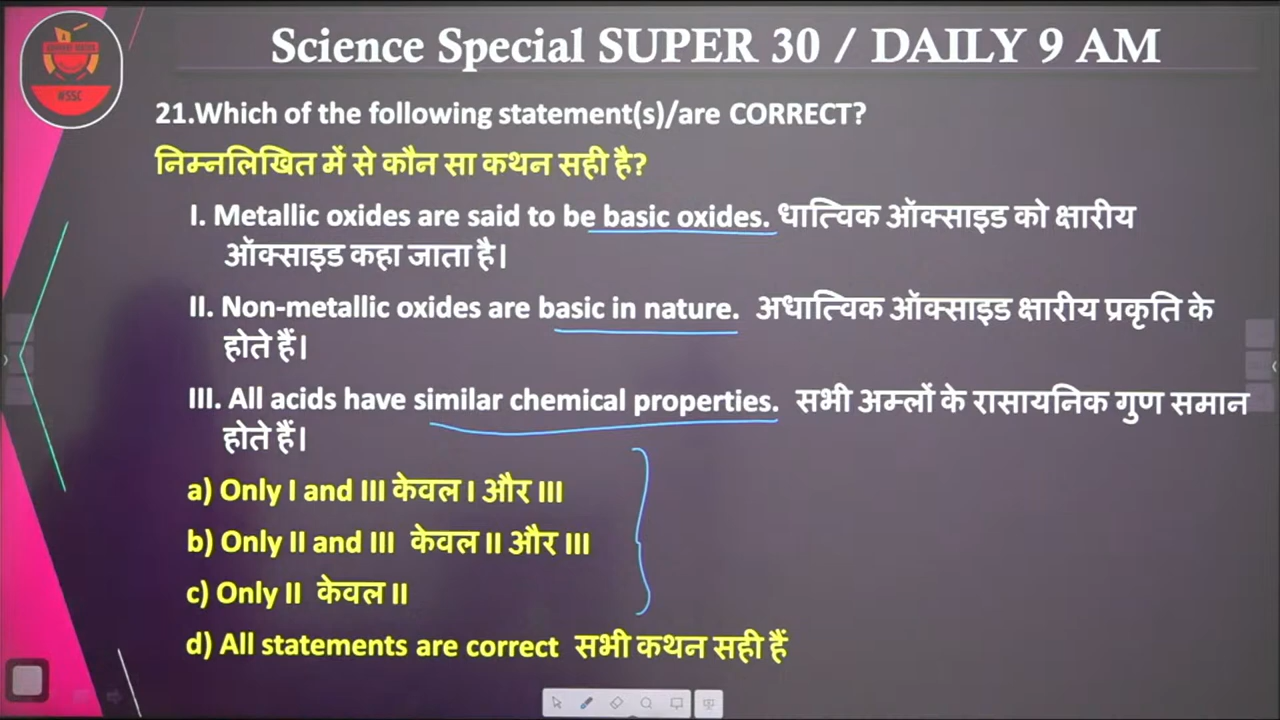 Science Special SUPER 30 / DAILY 9 AM
HSSC
21.Which of the following statement(s)/are CORRECT?
निम्नलिखित में से कौन सा कथन सही है?
I. Metallic oxides are said to be basic oxides. धात्विक ऑक्साइड को क्षारीय
ऑक्साइड कहा जाता है।
II. Non-metallic oxides are basic in nature. अधात्विक ऑक्साइड क्षारीय प्रकृति के
होते हैं।
III. All acids have similar chemical properties. सभी अम्लों के रासायनिक गुण समान
होते हैं।
a) Only I and III केवल I और III
b) Only II and III केवल II और III
c) Only II केवल II
d) All statements are correct सभी कथन सही हैं